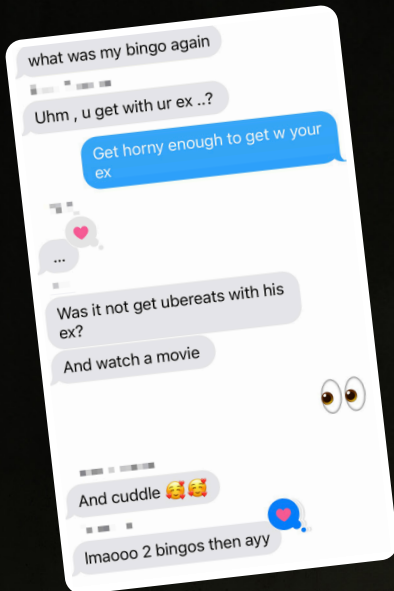 what was my bingo again
Uhm , u get with ur ex ..?
Get horny enough to get w your
ex
...
Was it not get ubereats with his
ex?
And watch a movie
👀
And cuddle 🥰🥰
lmaooo 2 bingos then ayy